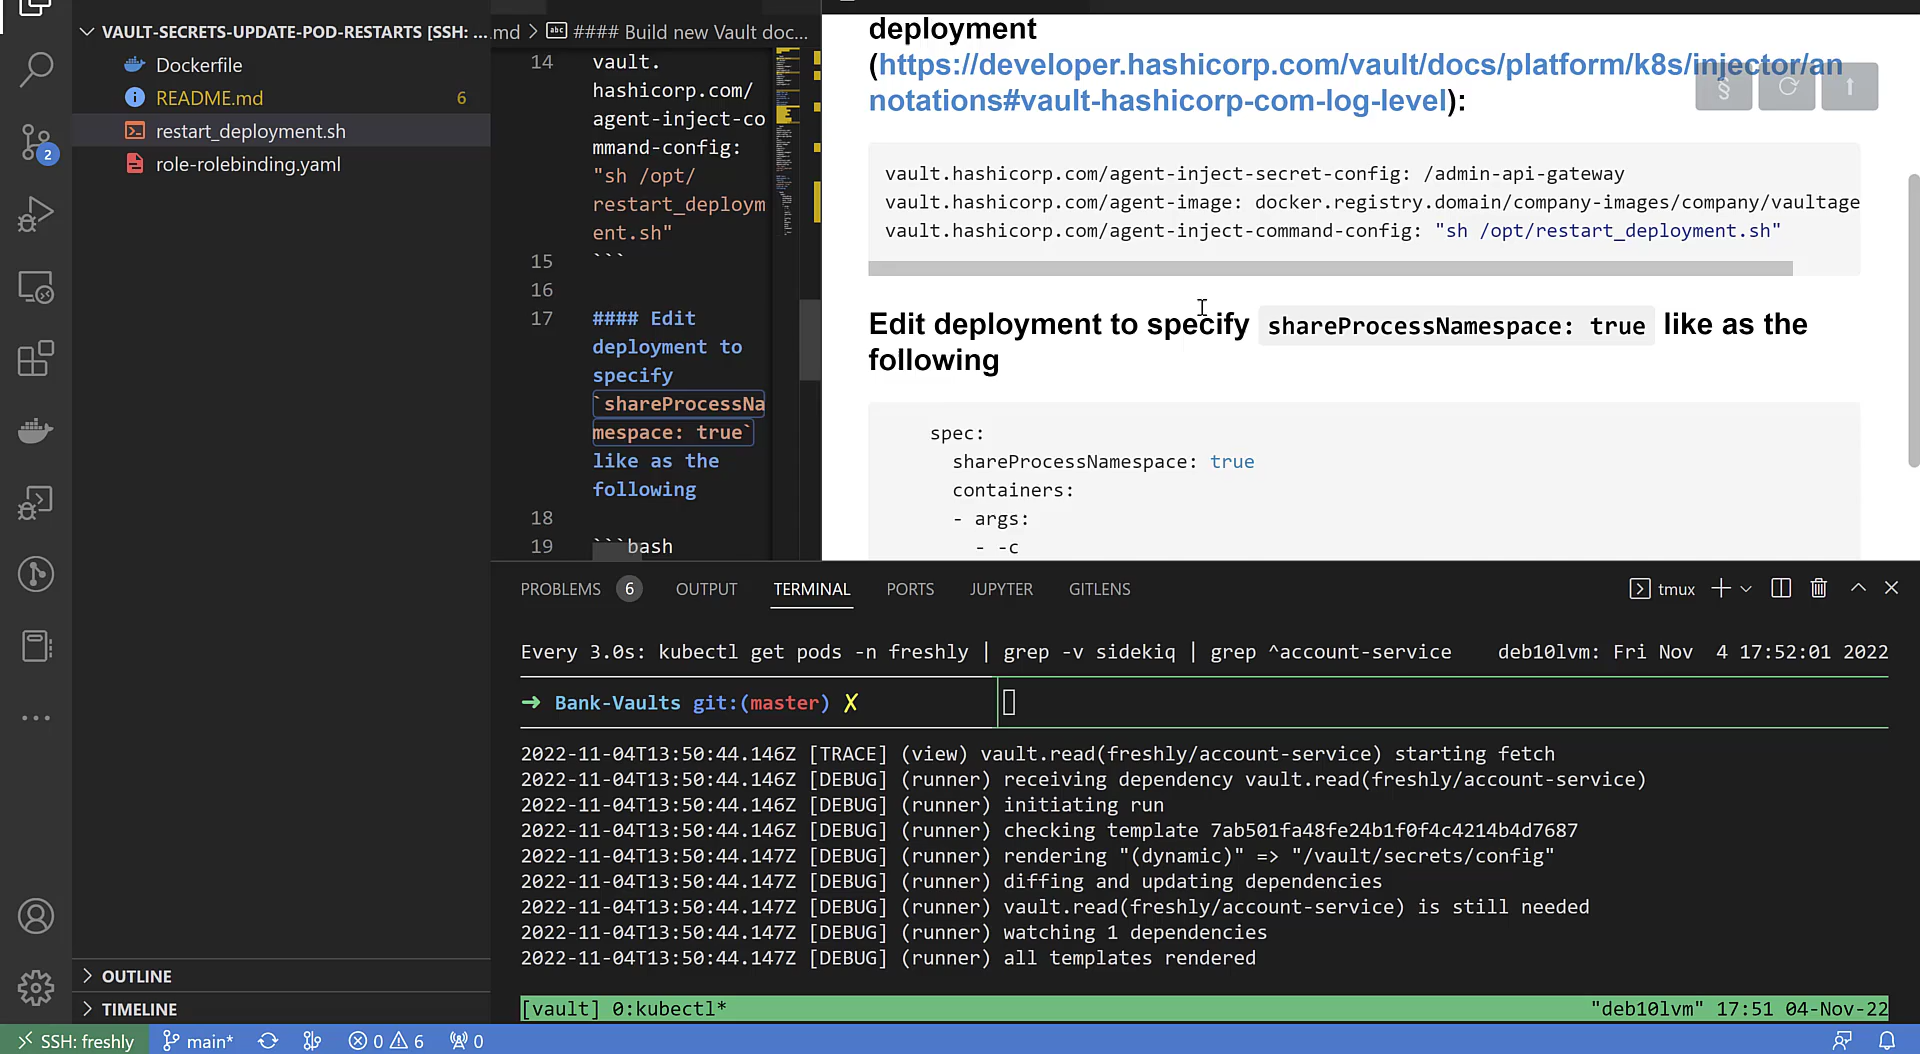 VAULT-SECRETS-UPDATE-POD-RESTARTS [SSH: ...
Dockerfile
README.md 6
restart_deployment.sh
role-rolebinding.yaml
2
OUTLINE
TIMELINE
.md > #### Build new Vault doc...
14 vault.
hashicorp.com/
agent-inject-co
mmand-config:
"sh /opt/
restart_deploym
ent.sh"
15 ```
16
17 #### Edit
deployment to
specify
`shareProcessNa
mespace: true`
like as the
following
18
19 ```bash
deployment
(https://developer.hashicorp.com/vault/docs/platform/k8s/injector/an
notations#vault-hashicorp-com-log-level):
§
vault.hashicorp.com/agent-inject-secret-config: /admin-api-gateway
vault.hashicorp.com/agent-image: docker.registry.domain/company-images/company/vaultage
vault.hashicorp.com/agent-inject-command-config: "sh /opt/restart_deployment.sh"
Edit deployment to specify shareProcessNamespace: true like as the
following
spec:
shareProcessNamespace: true
containers:
- args:
- -c
PROBLEMS 6 OUTPUT TERMINAL PORTS JUPYTER GITLENS
tmux
Every 3.0s: kubectl get pods -n freshly | grep -v sidekiq | grep ^account-service deb10lvm: Fri Nov 4 17:52:01 2022
➜ Bank-Vaults git:(master) ✗
2022-11-04T13:50:44.146Z [TRACE] (view) vault.read(freshly/account-service) starting fetch
2022-11-04T13:50:44.146Z [DEBUG] (runner) receiving dependency vault.read(freshly/account-service)
2022-11-04T13:50:44.146Z [DEBUG] (runner) initiating run
2022-11-04T13:50:44.146Z [DEBUG] (runner) checking template 7ab501fa48fe24b1f0f4c4214b4d7687
2022-11-04T13:50:44.147Z [DEBUG] (runner) rendering "(dynamic)" => "/vault/secrets/config"
2022-11-04T13:50:44.147Z [DEBUG] (runner) diffing and updating dependencies
2022-11-04T13:50:44.147Z [DEBUG] (runner) vault.read(freshly/account-service) is still needed
2022-11-04T13:50:44.147Z [DEBUG] (runner) watching 1 dependencies
2022-11-04T13:50:44.147Z [DEBUG] (runner) all templates rendered
[vault] 0:kubectl* "deb10lvm" 17:51 04-Nov-22
SSH: freshly main* 0 6 0